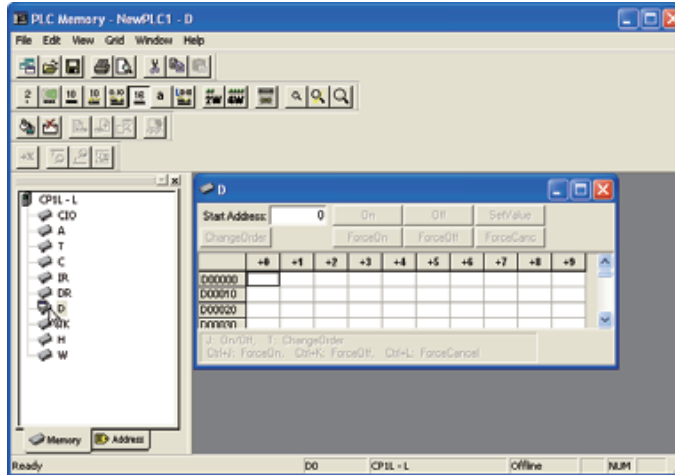 PLC Memory - NewPLC1 - D
File Edit View Grid Window Help
CP1L - L
CIO
A
T
C
IR
DR
D
TK
H
W
Memory Address
D
Start Address: 0 On Off SetValue
ChangeOrder ForceOn ForceOff ForceCanc
+0 +1 +2 +3 +4 +5 +6 +7 +8 +9
D00000
D00010
D00020
D00030
J: On/Off, T: ChangeOrder
Ctrl+J: ForceOn, Ctrl+K: ForceOff, Ctrl+L: ForceCancel
Ready D0 CP1L - L Offline NUM